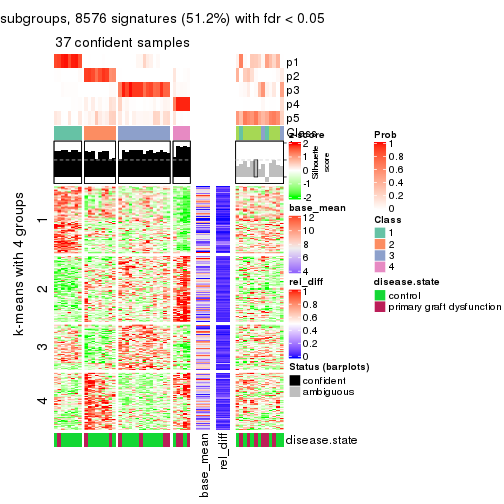 subgroups, 8576 signatures (51.2%) with fdr < 0.05
37 confident samples
p1
p2
p3
p4
p5
Class
z-score
2
1
0
-1
-2
Silhouette
score
base_mean
12
10
8
6
4
rel_diff
1
0.8
0.6
0.4
0.2
0
Status (barplots)
confident
ambiguous
Prob
1
0.8
0.6
0.4
0.2
0
Class
1
2
3
4
disease.state
control
primary graft dysfunction
k-means with 4 groups
1
2
3
4
disease.state
base_mean
rel_diff